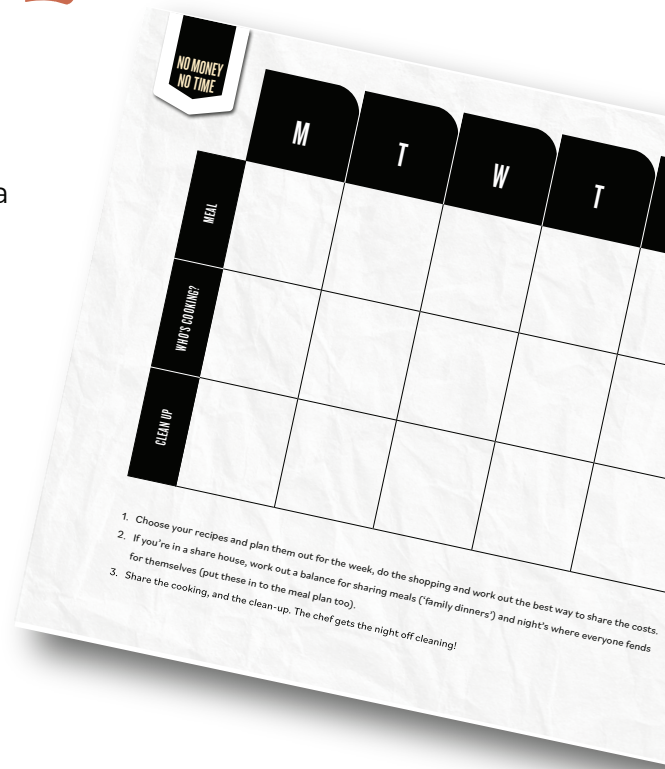 a
NO MONEY
NO TIME
M T W T
MEAL
WHO'S COOKING?
CLEAN UP
1. Choose your recipes and plan them out for the week, do the shopping and work out the best way to share the costs.
2. If you're in a share house, work out a balance for sharing meals ('family dinners') and night's where everyone fends
for themselves (put these in to the meal plan too).
3. Share the cooking, and the clean-up. The chef gets the night off cleaning!